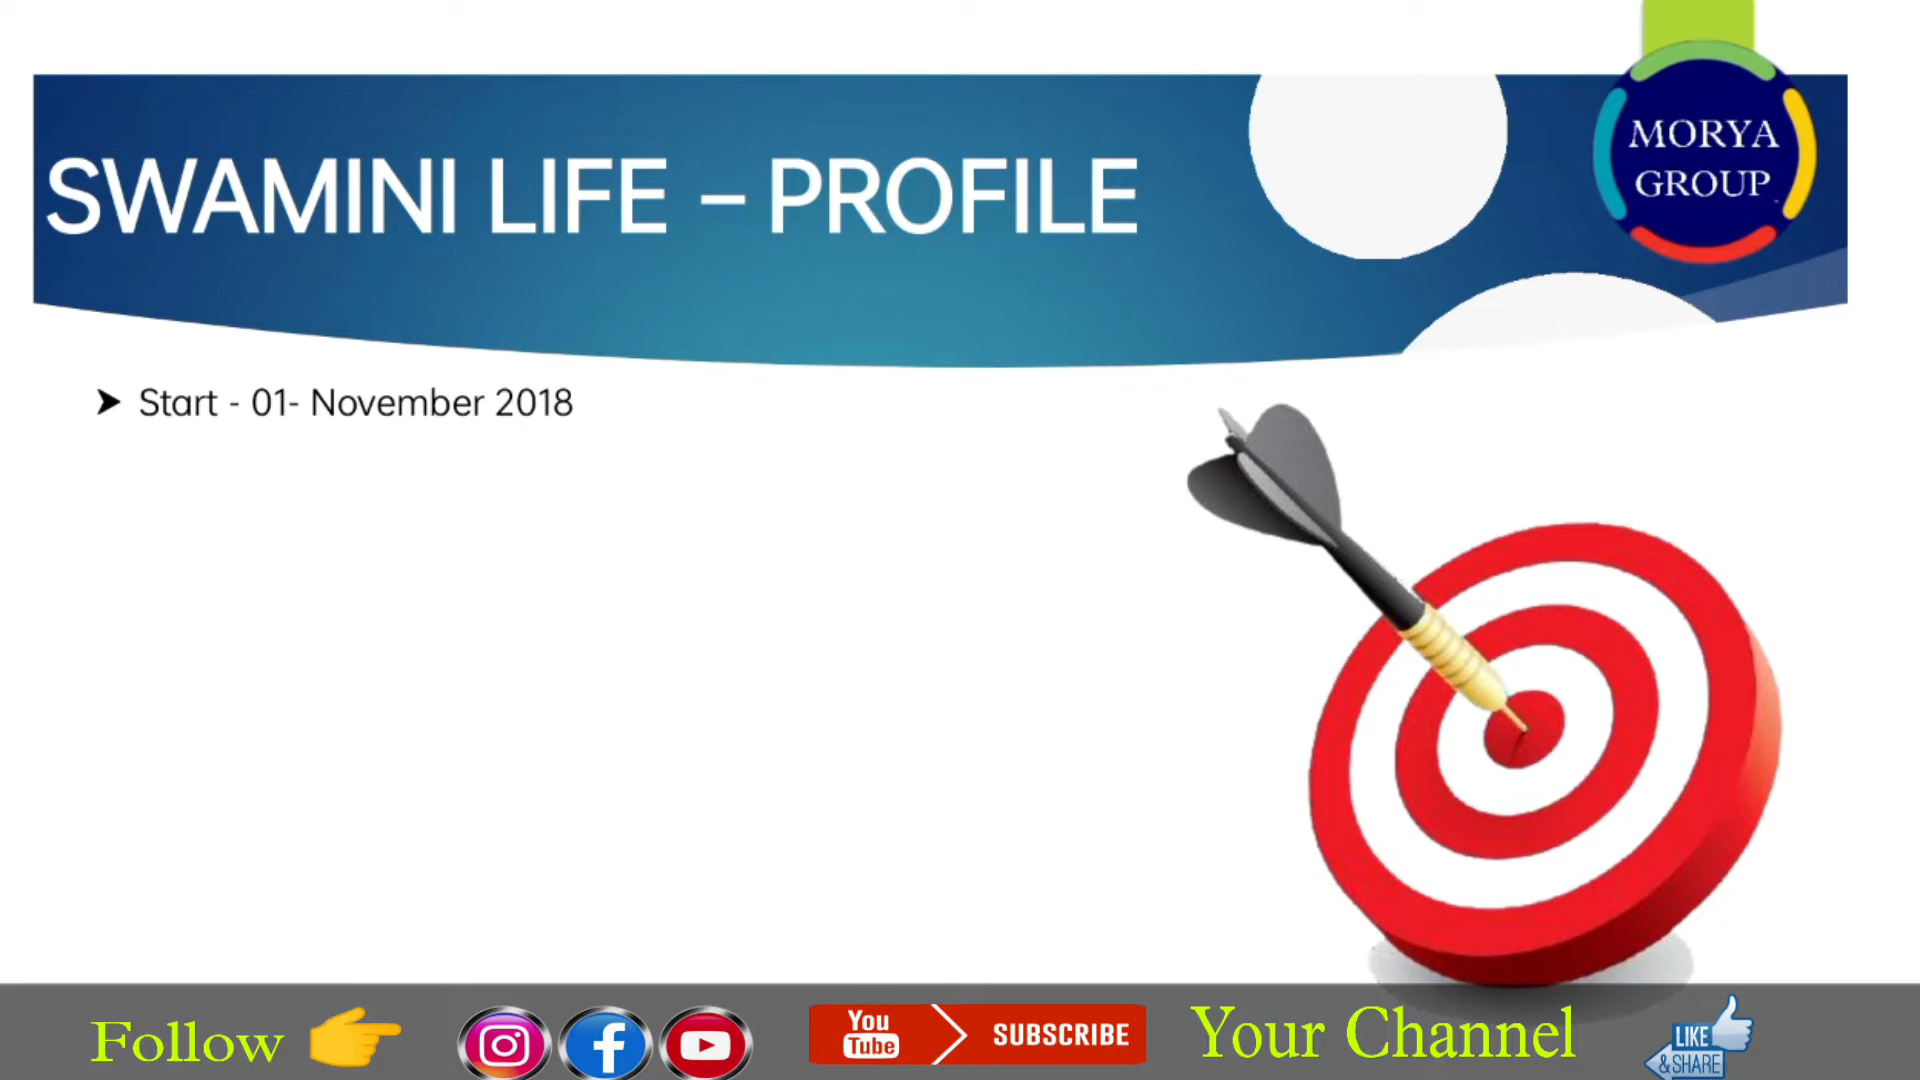 MORYA
GROUP
SWAMINI LIFE – PROFILE
➤ Start - 01- November 2018
Follow
You
Tube
SUBSCRIBE
Your Channel
LIKE
&SHARE